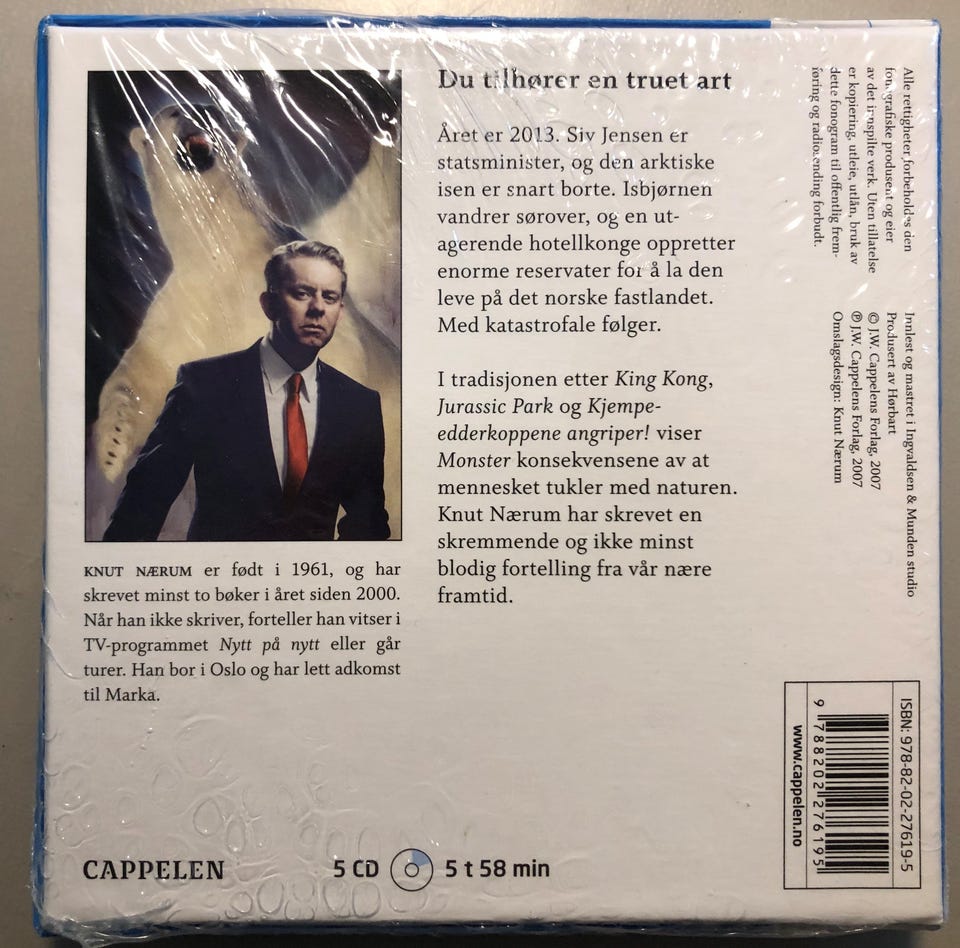 Du tilhører en truet art
Året er 2013. Siv Jensen er
statsminister, og den arktiske
isen er snart borte. Isbjørnen
vandrer sørover, og en ut-
agerende hotellkonge oppretter
enorme reservater for å la den
leve på det norske fastlandet.
Med katastrofale følger.
I tradisjonen etter King Kong,
Jurassic Park og Kjempe-
edderkoppene angriper! viser
Monster konsekvensene av at
mennesket tukler med naturen.
Knut Nærum har skrevet en
skremmende og ikke minst
blodig fortelling fra vår nære
framtid.
KNUT NÆRUM er født i 1961, og har
skrevet minst to bøker i året siden 2000.
Når han ikke skriver, forteller han vitser i
TV-programmet Nytt på nytt eller går
turer. Han bor i Oslo og har lett adkomst
til Marka.
CAPPELEN
5 CD 5 t 58 min
Alle rettigheter forbeholdes den
fonografiske produsent og eier
av det innspilte verk. Uten tillatelse
er kopiering, utleie, utlån, bruk av
dette fonogram til offentlig frem-
føring og radiosending forbudt.
Innlest og mastret i Ingvaldsen & Munden studio
Produsert av Hørbart
© J.W. Cappelens Forlag, 2007
℗ J.W. Cappelens Forlag, 2007
Omslagsdesign: Knut Nærum
ISBN: 978-82-02-27619-5
9 788202 276195
www.cappelen.no